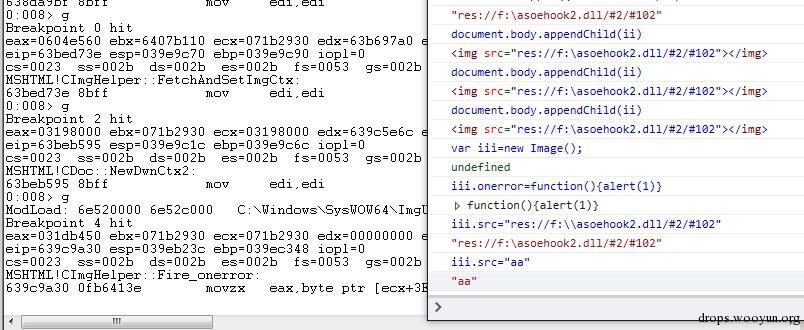 638da9bf 8bff mov edi,edi
0:008> g
Breakpoint 0 hit
eax=0604e560 ebx=6407b110 ecx=071b2930 edx=63b697a0 e
eip=63bed73e esp=039e9c70 ebp=039e9c90 iopl=0
cs=0023 ss=002b ds=002b es=002b fs=0053 gs=002b
MSHTML!CImgHelper::FetchAndSetImgCtx:
63bed73e 8bff mov edi,edi
0:008> g
Breakpoint 2 hit
eax=03198000 ebx=071b2930 ecx=03198000 edx=639c5e6c e
eip=63beb595 esp=039e9c1c ebp=039e9c6c iopl=0
cs=0023 ss=002b ds=002b es=002b fs=0053 gs=002b
MSHTML!CDoc::NewDwnCtx2:
63beb595 8bff mov edi,edi
0:008> g
ModLoad: 6e520000 6e52c000 C:\Windows\SysWOW64\ImgU
Breakpoint 4 hit
eax=031db450 ebx=071b2930 ecx=071b2930 edx=00000000 e
eip=639c9a30 esp=039eb23c ebp=039ec348 iopl=0
cs=0023 ss=002b ds=002b es=002b fs=0053 gs=002b
MSHTML!CImgHelper::Fire_onerror:
639c9a30 0fb6413e movzx eax,byte ptr [ecx+3E
"res://f:\asoehook2.dll/#2/#102"
document.body.appendChild(ii)
<img src="res://f:\asoehook2.dll/#2/#102"></img>
document.body.appendChild(ii)
<img src="res://f:\asoehook2.dll/#2/#102"></img>
document.body.appendChild(ii)
<img src="res://f:\asoehook2.dll/#2/#102"></img>
var iii=new Image();
undefined
iii.onerror=function(){alert(1)}
function(){alert(1)}
iii.src="res://f:\\asoehook2.dll/#2/#102"
"res://f:\asoehook2.dll/#2/#102"
iii.src="aa"
"aa"
drops.wooyun.org